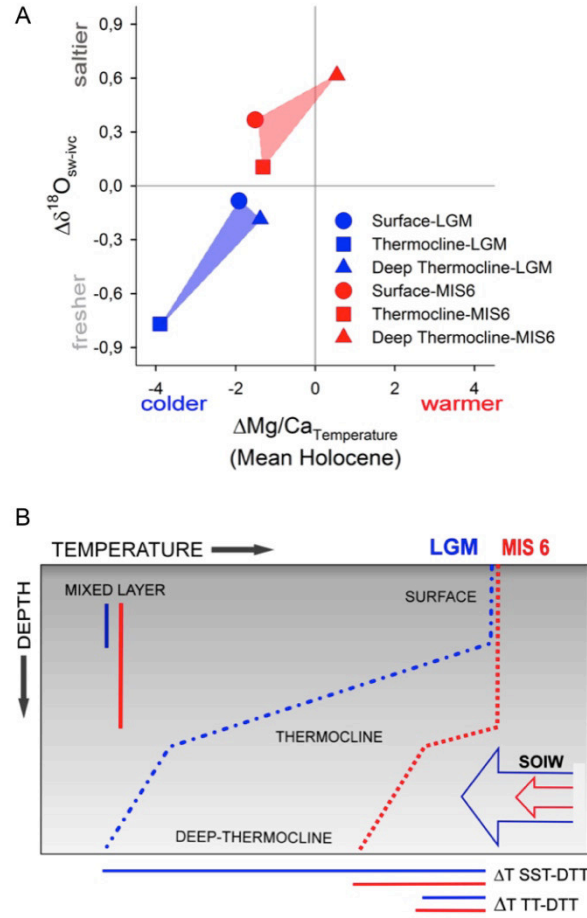 A
saltier
fresher
Δδ18Osw-ivc
0,9
0,6
0,3
0,0
-0,3
-0,6
-0,9
Surface-LGM
Thermocline-LGM
Deep Thermocline-LGM
Surface-MIS6
Thermocline-MIS6
Deep Thermocline-MIS6
-4 -2 0 2 4
colder warmer
ΔMg/CaTemperature
(Mean Holocene)
B
TEMPERATURE LGM MIS 6
DEPTH
MIXED LAYER
SURFACE
THERMOCLINE
SOIW
DEEP-THERMOCLINE
ΔT SST-DTT
ΔT TT-DTT